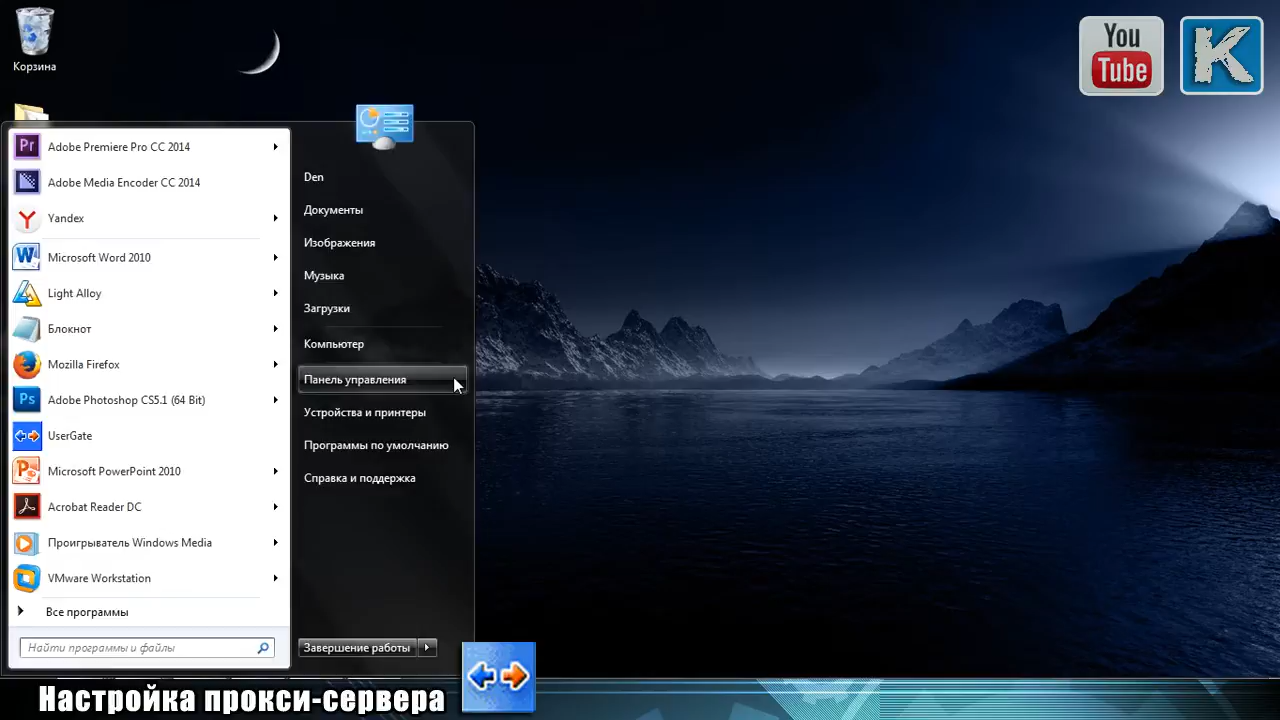 Корзина
You
Tube
K
Pr
Adobe Premiere Pro CC 2014
Adobe Media Encoder CC 2014
Yandex
Microsoft Word 2010
Light Alloy
Блокнот
Mozilla Firefox
Ps
Adobe Photoshop CS5.1 (64 Bit)
UserGate
Microsoft PowerPoint 2010
Acrobat Reader DC
Проигрыватель Windows Media
VMware Workstation
Все программы
Найти программы и файлы
Den
Документы
Изображения
Музыка
Загрузки
Компьютер
Панель управления
Устройства и принтеры
Программы по умолчанию
Справка и поддержка
Завершение работы
Настройка прокси-сервера